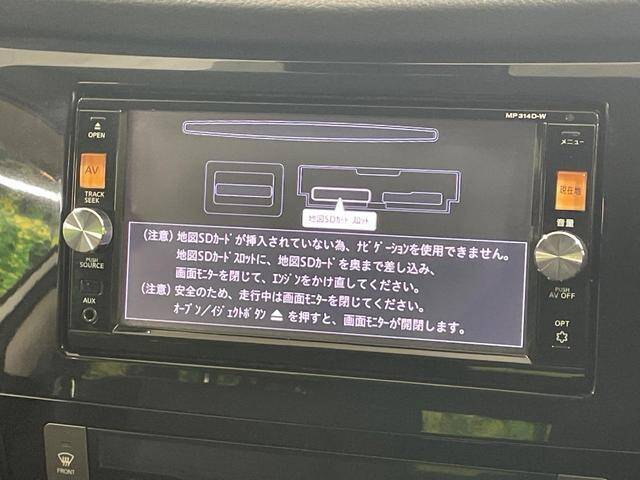 MP314D-W
OPEN
AV
TRACK
SEEK
PUSH
SOURCE
AUX
メニュー
現在地
音量
PUSH
AV OFF
OPT
地図SDｶｰﾄﾞ ｽﾛｯﾄ
(注意) 地図SDｶｰﾄﾞが挿入されていない為、ﾅﾋﾞｹﾞｰｼｮﾝを使用できません。
地図SDｶｰﾄﾞｽﾛｯﾄに、地図SDｶｰﾄﾞを奥まで差し込み、
画面ﾓﾆﾀｰを閉じて、ｴﾝｼﾞﾝをかけ直してください。
(注意) 安全のため、走行中は画面ﾓﾆﾀｰを閉じてください。
ｵｰﾌﾟﾝ/ｲｼﾞｪｸﾄﾎﾞﾀﾝ ⏏ を押すと、画面ﾓﾆﾀｰが開閉します。
FRONT